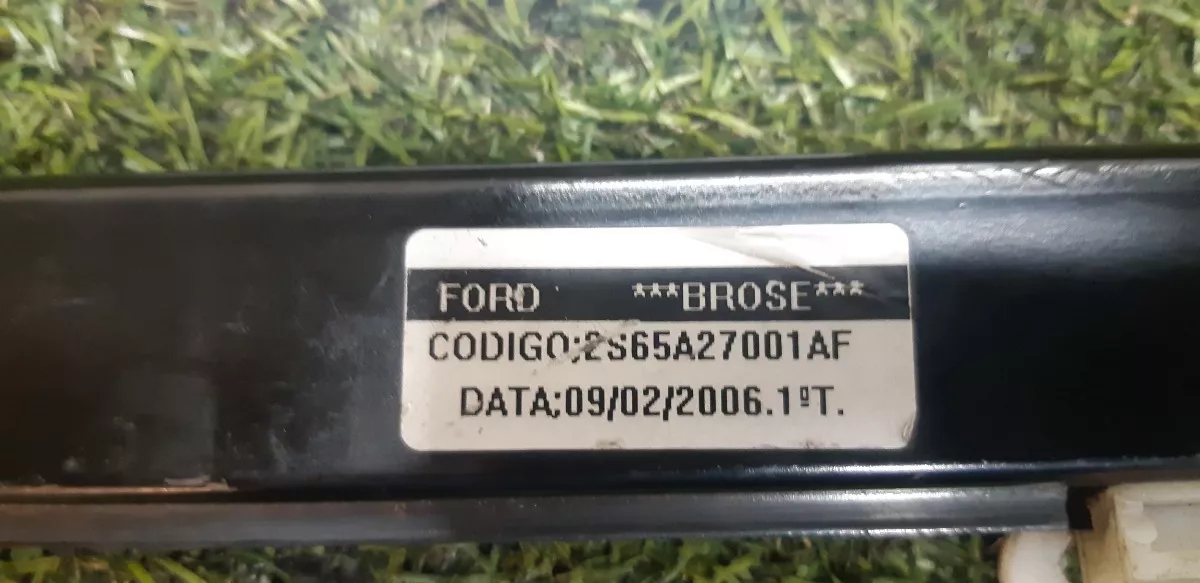 FORD ***BROSE***
CODIGO;2S65A27001AF
DATA;09/02/2006.1ºT.